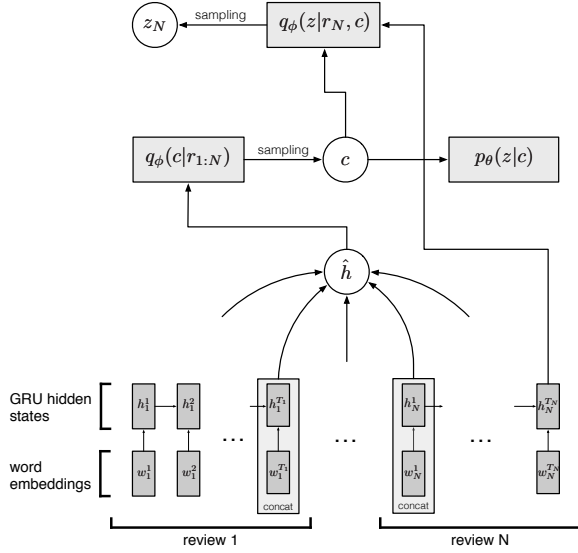 z_N
sampling
q_ϕ(z|r_N, c)
q_ϕ(c|r_{1:N})
sampling
c
p_θ(z|c)
ĥ
GRU hidden
states
h_1^1
h_1^2
h_1^{T_1}
h_N^1
h_N^{T_N}
...
...
...
word
embeddings
w_1^1
w_1^2
w_1^{T_1}
w_N^1
w_N^{T_N}
concat
concat
review 1
review N